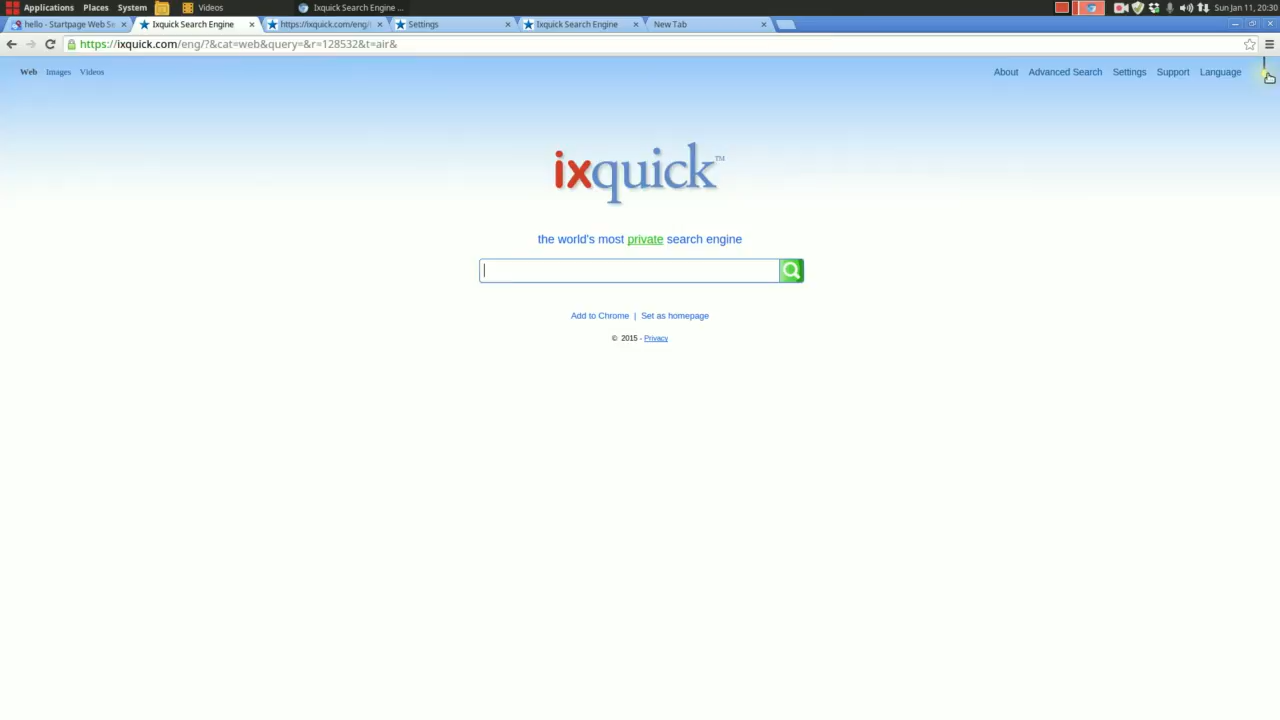 Applications Places System Videos Ixquick Search Engine ... Sun Jan 11, 20:30
hello - Startpage Web Se Ixquick Search Engine https://ixquick.com/eng/? Settings Ixquick Search Engine New Tab
https://ixquick.com/eng/?&cat=web&query=&r=128532&t=air&
Web Images Videos About Advanced Search Settings Support Language
ixquick™
the world's most private search engine
Add to Chrome | Set as homepage
© 2015 - Privacy